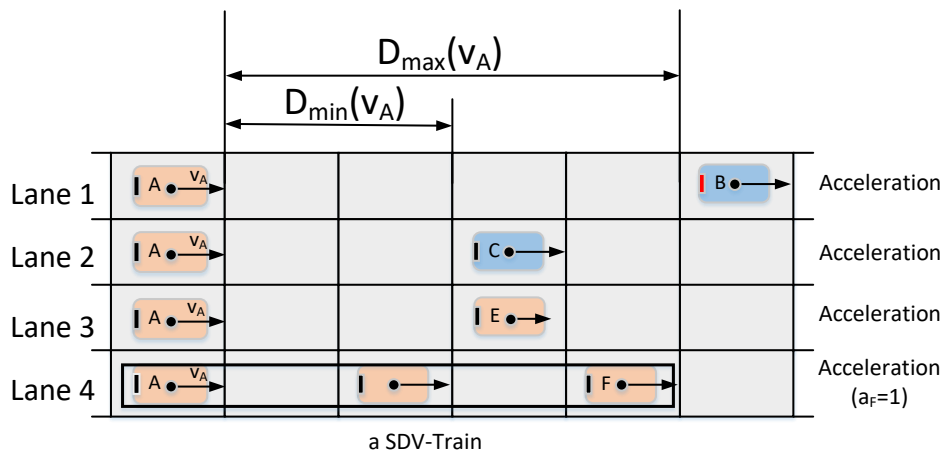 Dmax(vA)
Dmin(vA)
Lane 1 A vA B Acceleration
Lane 2 A vA C Acceleration
Lane 3 A vA E Acceleration
Lane 4 A vA F Acceleration
(aF=1)
a SDV-Train